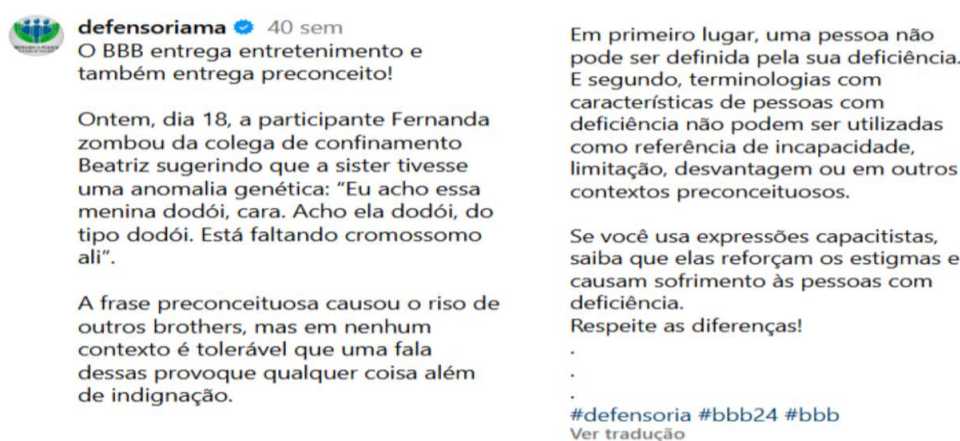 defensoriama 40 sem
O BBB entrega entretenimento e
também entrega preconceito!
Ontem, dia 18, a participante Fernanda
zombou da colega de confinamento
Beatriz sugerindo que a sister tivesse
uma anomalia genética: “Eu acho essa
menina dodói, cara. Acho ela dodói, do
tipo dodói. Está faltando cromossomo
ali”.
A frase preconceituosa causou o riso de
outros brothers, mas em nenhum
contexto é tolerável que uma fala
dessas provoque qualquer coisa além
de indignação.
Em primeiro lugar, uma pessoa não
pode ser definida pela sua deficiência.
E segundo, terminologias com
características de pessoas com
deficiência não podem ser utilizadas
como referência de incapacidade,
limitação, desvantagem ou em outros
contextos preconceituosos.
Se você usa expressões capacitistas,
saiba que elas reforçam os estigmas e
causam sofrimento às pessoas com
deficiência.
Respeite as diferenças!
.
.
.
#defensoria #bbb24 #bbb
Ver tradução